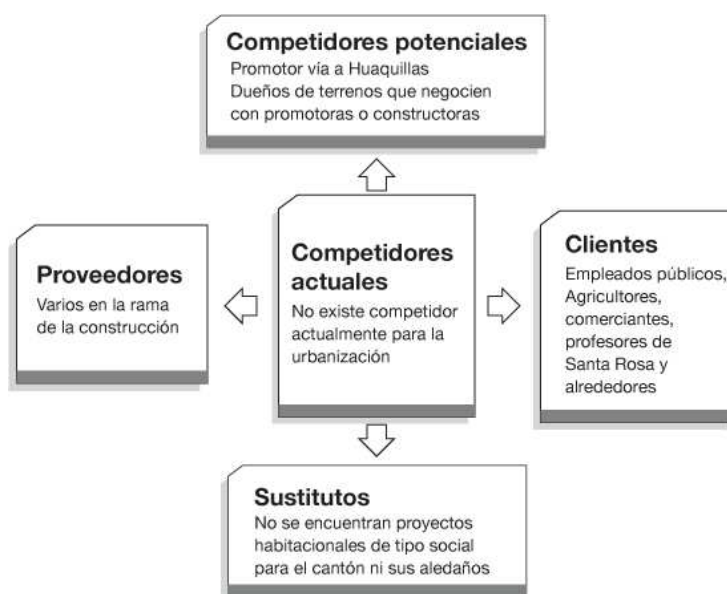 Competidores potenciales
Promotor vía a Huaquillas
Dueños de terrenos que negocien
con promotoras o constructoras
Proveedores
Varios en la rama
de la construcción
Competidores
actuales
No existe competidor
actualmente para la
urbanización
Clientes
Empleados públicos,
Agricultores,
comerciantes,
profesores de
Santa Rosa y
alrededores
Sustitutos
No se encuentran proyectos
habitacionales de tipo social
para el cantón ni sus aledaños